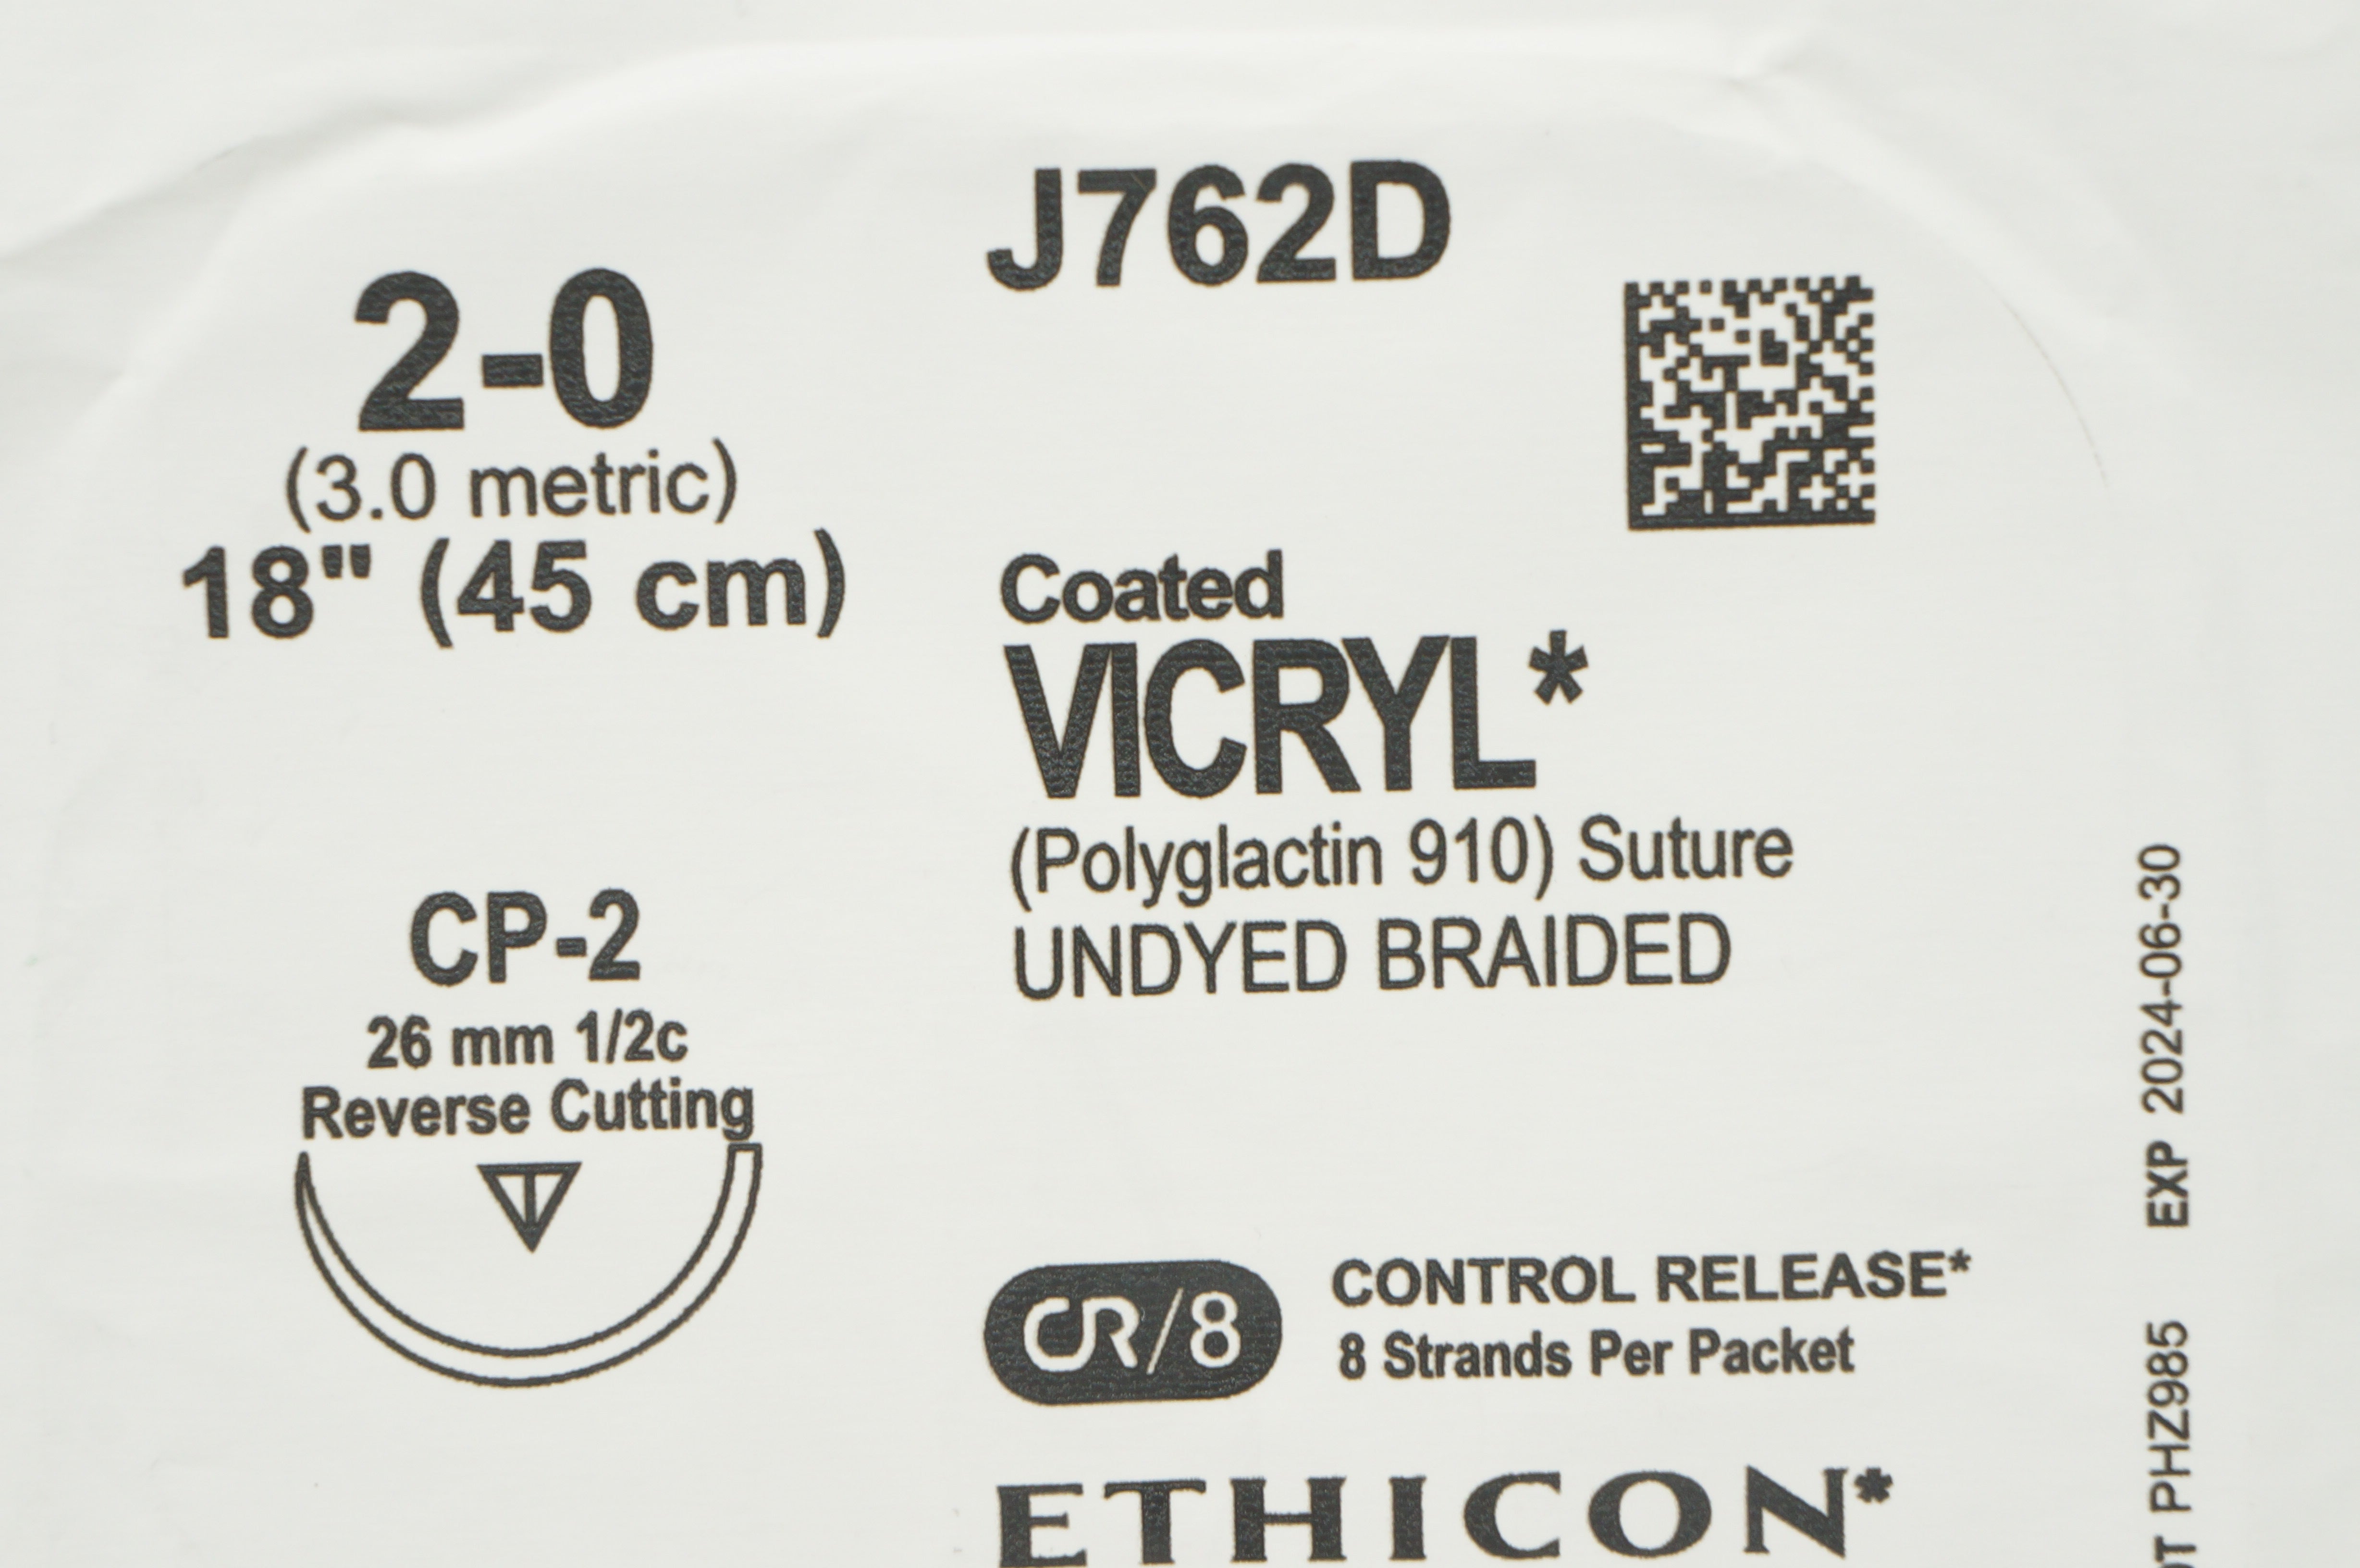 J762D
2-0
(3.0 metric)
18" (45 cm)
Coated
VICRYL*
(Polyglactin 910) Suture
UNDYED BRAIDED
CP-2
26 mm 1/2c
Reverse Cutting
CR/8
CONTROL RELEASE*
8 Strands Per Packet
ETHICON*
PHZ985 EXP 2024-06-30